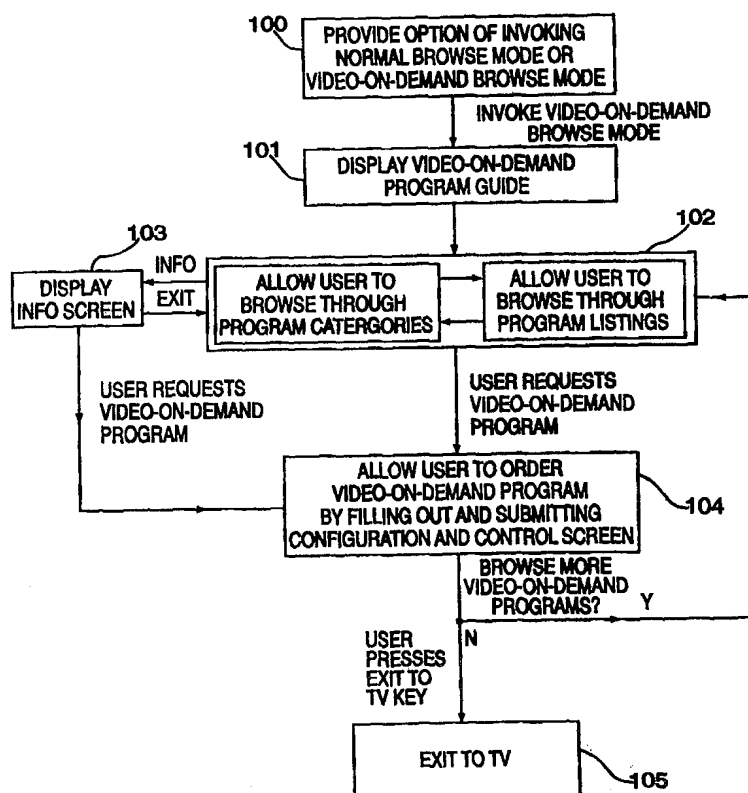 100
PROVIDE OPTION OF INVOKING
NORMAL BROWSE MODE OR
VIDEO-ON-DEMAND BROWSE MODE
INVOKE VIDEO-ON-DEMAND
BROWSE MODE
101
DISPLAY VIDEO-ON-DEMAND
PROGRAM GUIDE
102
103
DISPLAY
INFO SCREEN
INFO
EXIT
ALLOW USER TO
BROWSE THROUGH
PROGRAM CATERGORIES
ALLOW USER TO
BROWSE THROUGH
PROGRAM LISTINGS
USER REQUESTS
VIDEO-ON-DEMAND
PROGRAM
USER REQUESTS
VIDEO-ON-DEMAND
PROGRAM
ALLOW USER TO ORDER
VIDEO-ON-DEMAND PROGRAM
BY FILLING OUT AND SUBMITTING
CONFIGURATION AND CONTROL SCREEN
104
BROWSE MORE
VIDEO-ON-DEMAND
PROGRAMS?
Y
N
USER
PRESSES
EXIT TO
TV KEY
EXIT TO TV
105